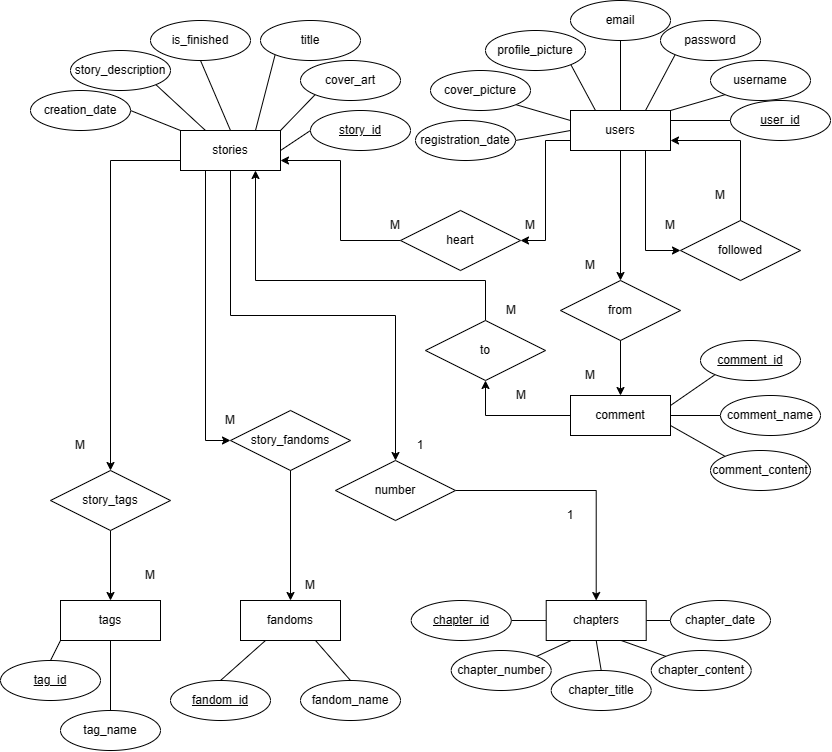 email
is_finished
title
password
profile_picture
story_description
cover_art
username
cover_picture
creation_date
story_id
users
user_id
registration_date
stories
M
M
M
M
heart
followed
M
from
M
to
M
M
comment_id
comment
comment_name
M
story_fandoms
M
1
comment_content
story_tags
number
1
M
M
tags
fandoms
chapter_id
chapters
chapter_date
tag_id
fandom_id
fandom_name
chapter_number
chapter_title
chapter_content
tag_name